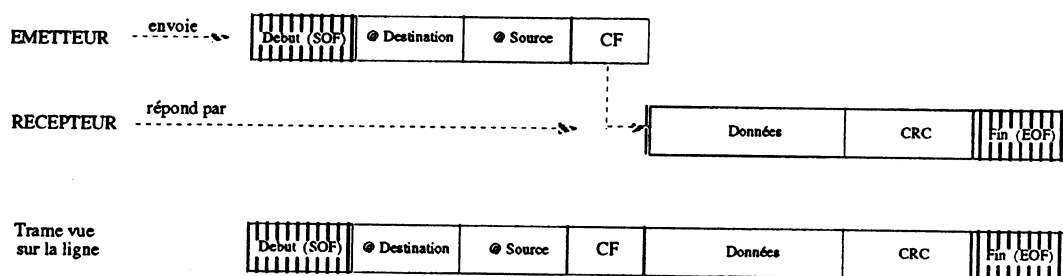 EMETTEUR envoie Debut (SOF) @ Destination @ Source CF
RECEPTEUR répond par Données CRC Fin (EOF)
Trame vue
sur la ligne
Debut (SOF) @ Destination @ Source CF Données CRC Fin (EOF)